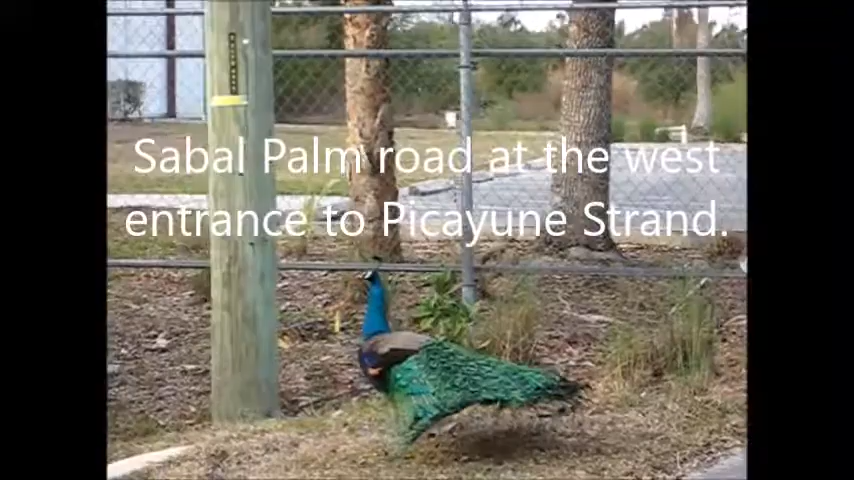 Sabal Palm road at the west
entrance to Picayune Strand.